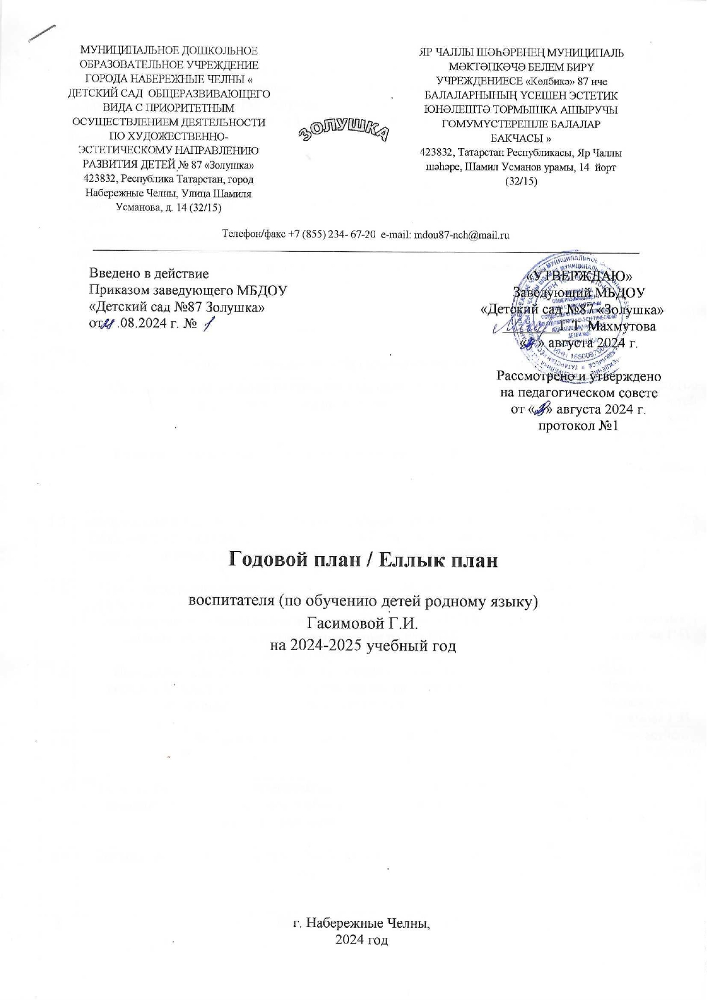 МУНИЦИПАЛЬНОЕ ДОШКОЛЬНОЕ
ОБРАЗОВАТЕЛЬНОЕ УЧРЕЖДЕНИЕ
ГОРОДА НАБЕРЕЖНЫЕ ЧЕЛНЫ «
ДЕТСКИЙ САД ОБЩЕРАЗВИВАЮЩЕГО
ВИДА С ПРИОРИТЕТНЫМ
ОСУЩЕСТВЛЕНИЕМ ДЕЯТЕЛЬНОСТИ
ПО ХУДОЖЕСТВЕННО-
ЭСТЕТИЧЕСКОМУ НАПРАВЛЕНИЮ
РАЗВИТИЯ ДЕТЕЙ № 87 «Золушка»
423832, Республика Татарстан, город
Набережные Челны, Улица Шамиля
Усманова, д. 14 (32/15)
ЗОЛУШКА
ЯР ЧАЛЛЫ ШӘҺӘРЕНЕҢ МУНИЦИПАЛЬ
МӘКТӘПКӘЧӘ БЕЛЕМ БИРҮ
УЧРЕЖДЕНИЕСЕ «Көлбикә» 87 нче
БАЛАЛАРНЫНЫҢ ҮСЕШЕН ЭСТЕТИК
ЮНӘЛЕШТӘ ТОРМЫШКА АШЫРУЧЫ
ГОМУМҮСТЕРЕШЛЕ БАЛАЛАР
БАКЧАСЫ »
423832, Татарстан Республикасы, Яр Чаллы
шәһәре, Шамил Усманов урамы, 14 йорт
(32/15)
Телефон/факс +7 (855) 234- 67-20 e-mail: mdou87-nch@mail.ru
Введено в действие
Приказом заведующего МБДОУ
«Детский сад №87 Золушка»
от .08.2024 г. № 1
«УТВЕРЖДАЮ»
Заведующий МБДОУ
«Детский сад №87 «Золушка»
Г.Т. Махмутова
« » августа 2024 г.
Рассмотрено и утверждено
на педагогическом совете
от « » августа 2024 г.
протокол №1
Годовой план / Еллык план
воспитателя (по обучению детей родному языку)
Гасимовой Г.И.
на 2024-2025 учебный год
г. Набережные Челны,
2024 год